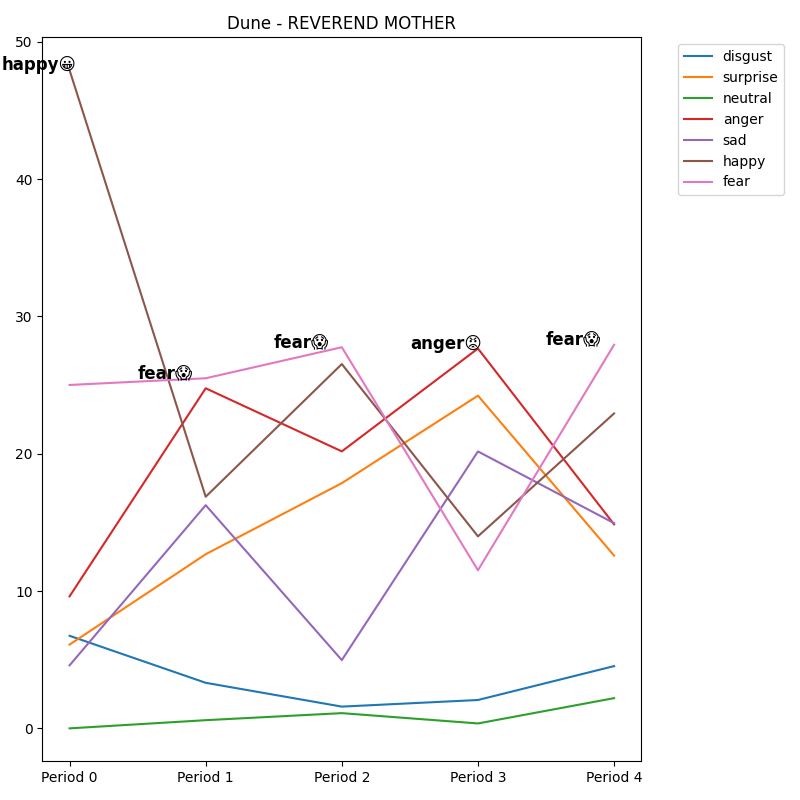 Dune - REVEREND MOTHER
50
40
30
20
10
0
happy😀
fear😱
fear😱
anger😡
fear😱
Period 0
Period 1
Period 2
Period 3
Period 4
disgust
surprise
neutral
anger
sad
happy
fear